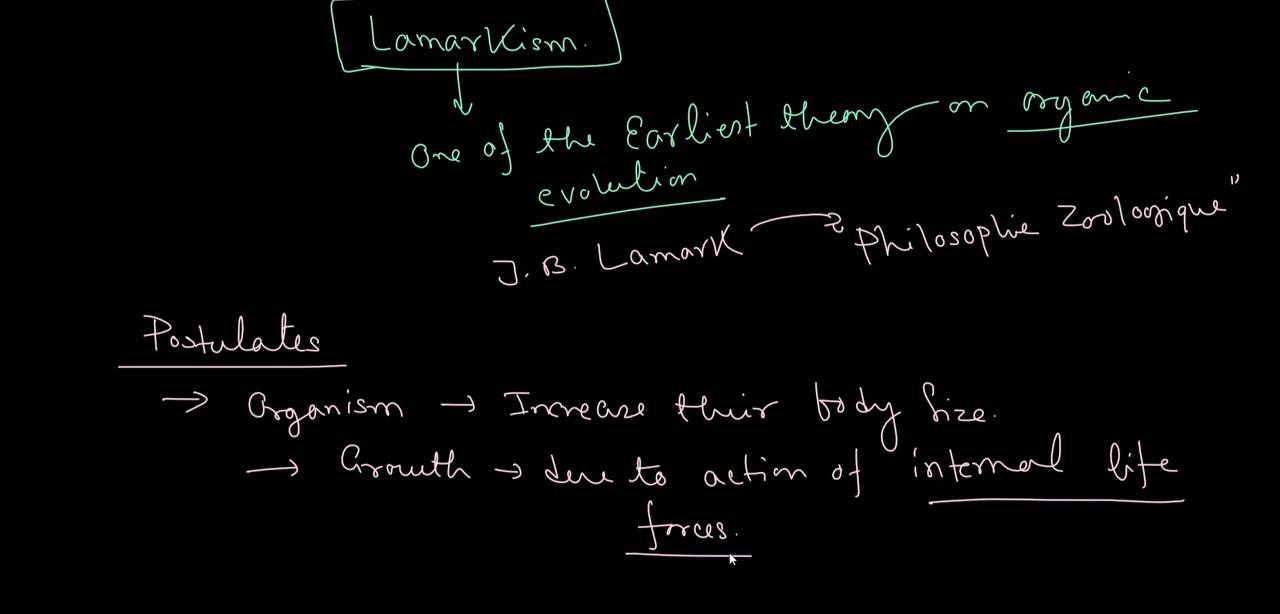 Lamarkism.
One of the Earliest theory on organic
evolution
J. B. Lamark → Philosophie Zoologique"
Postulates
→ Organism → Increase their body Size.
→ Growth → due to action of internal life
forces.